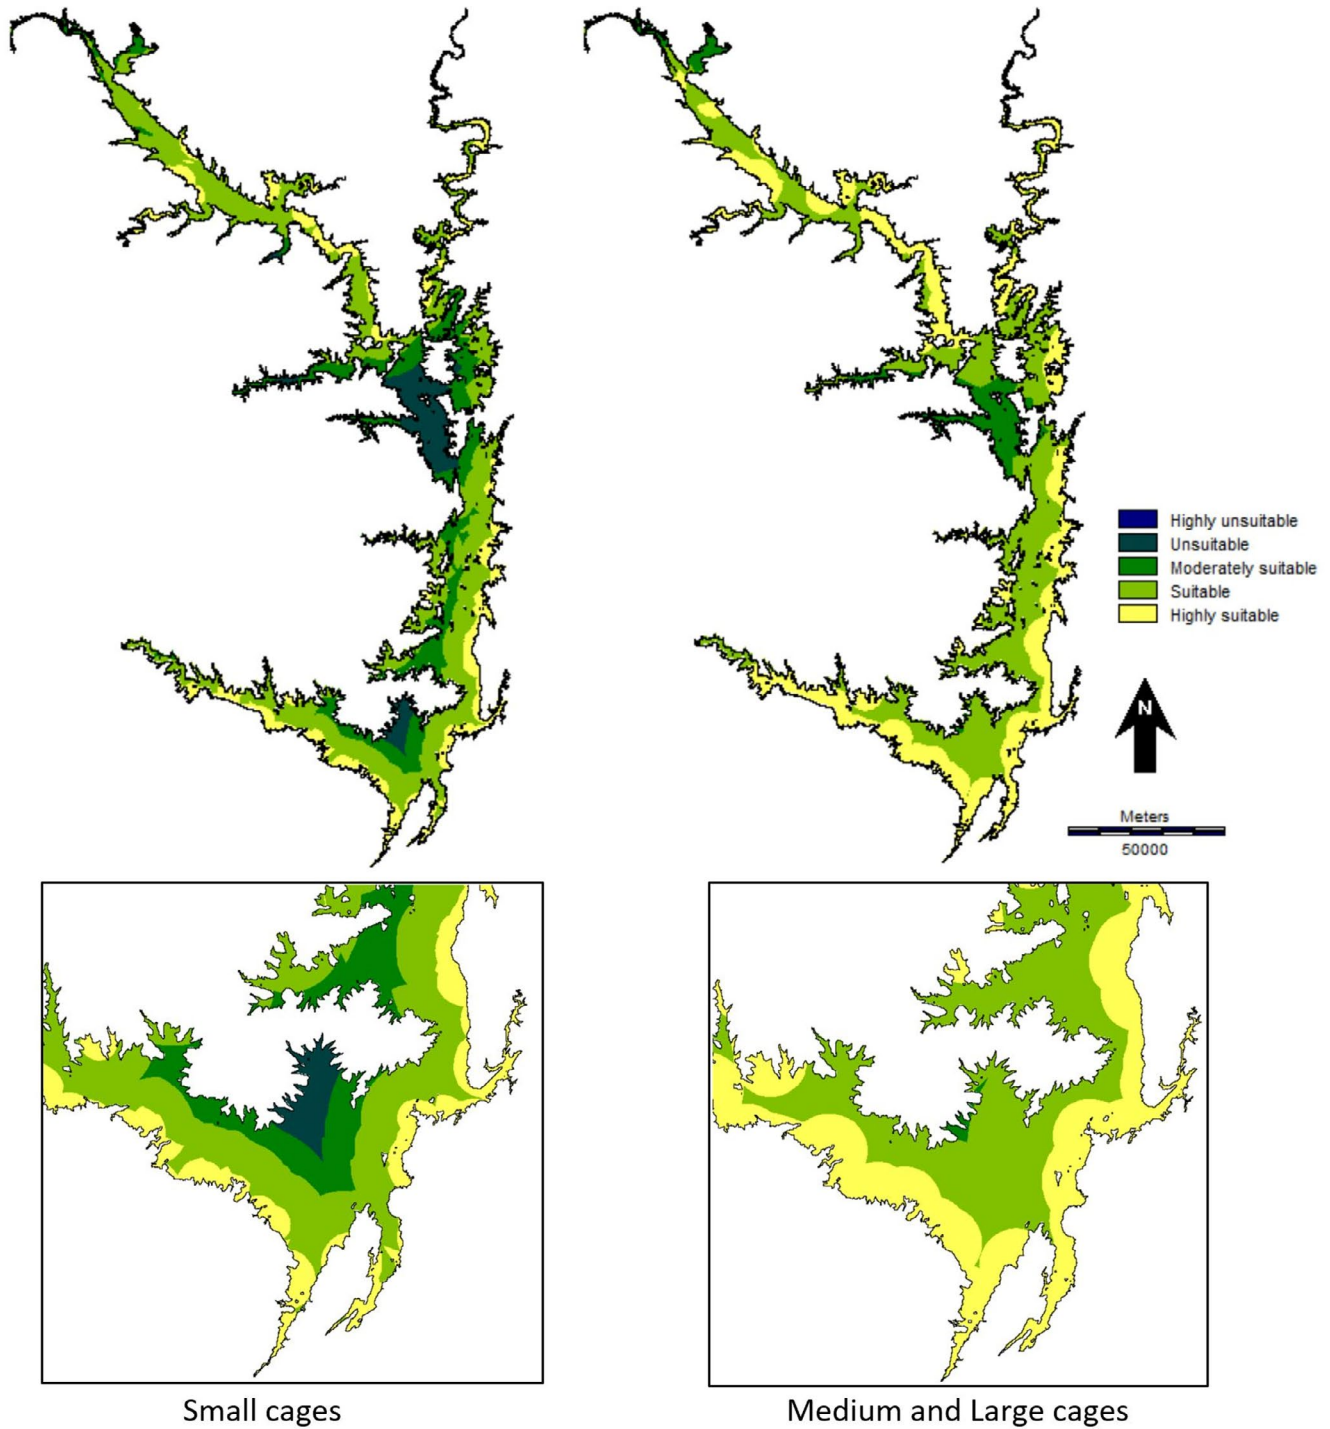 Highly unsuitable
Unsuitable
Moderately suitable
Suitable
Highly suitable
N
Meters
50000
Small cages
Medium and Large cages